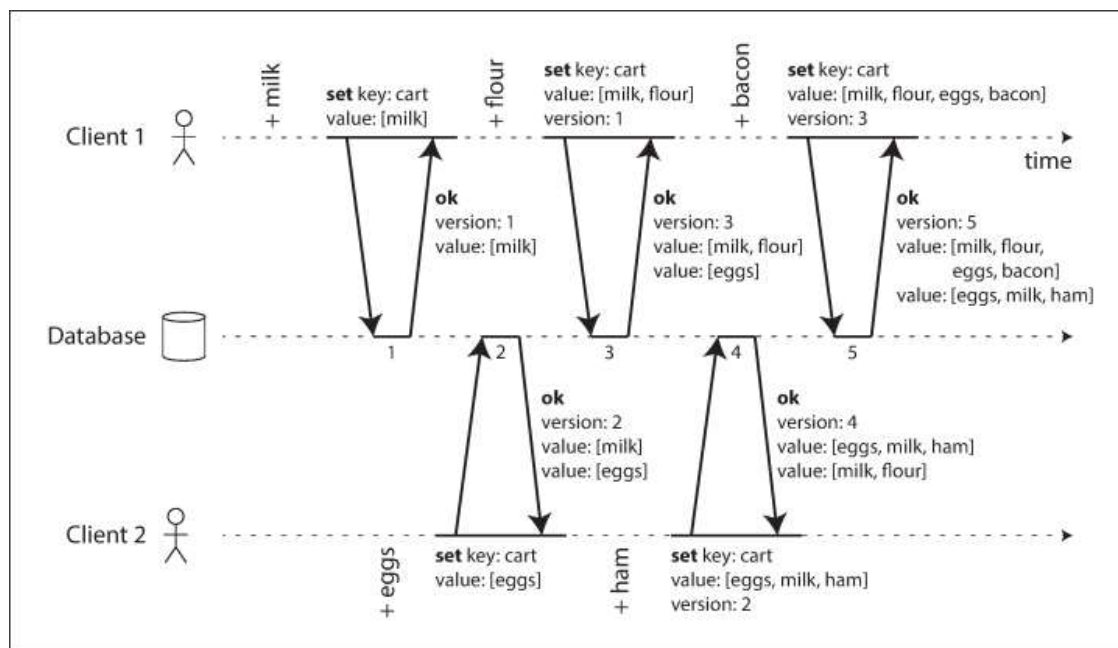 + milk
set key: cart
value: [milk]
+ flour
set key: cart
value: [milk, flour]
version: 1
+ bacon
set key: cart
value: [milk, flour, eggs, bacon]
version: 3
Client 1
time
ok
version: 1
value: [milk]
ok
version: 3
value: [milk, flour]
value: [eggs]
ok
version: 5
value: [milk, flour,
eggs, bacon]
value: [eggs, milk, ham]
Database
1
2
3
4
5
ok
version: 2
value: [milk]
value: [eggs]
ok
version: 4
value: [eggs, milk, ham]
value: [milk, flour]
Client 2
+ eggs
set key: cart
value: [eggs]
+ ham
set key: cart
value: [eggs, milk, ham]
version: 2